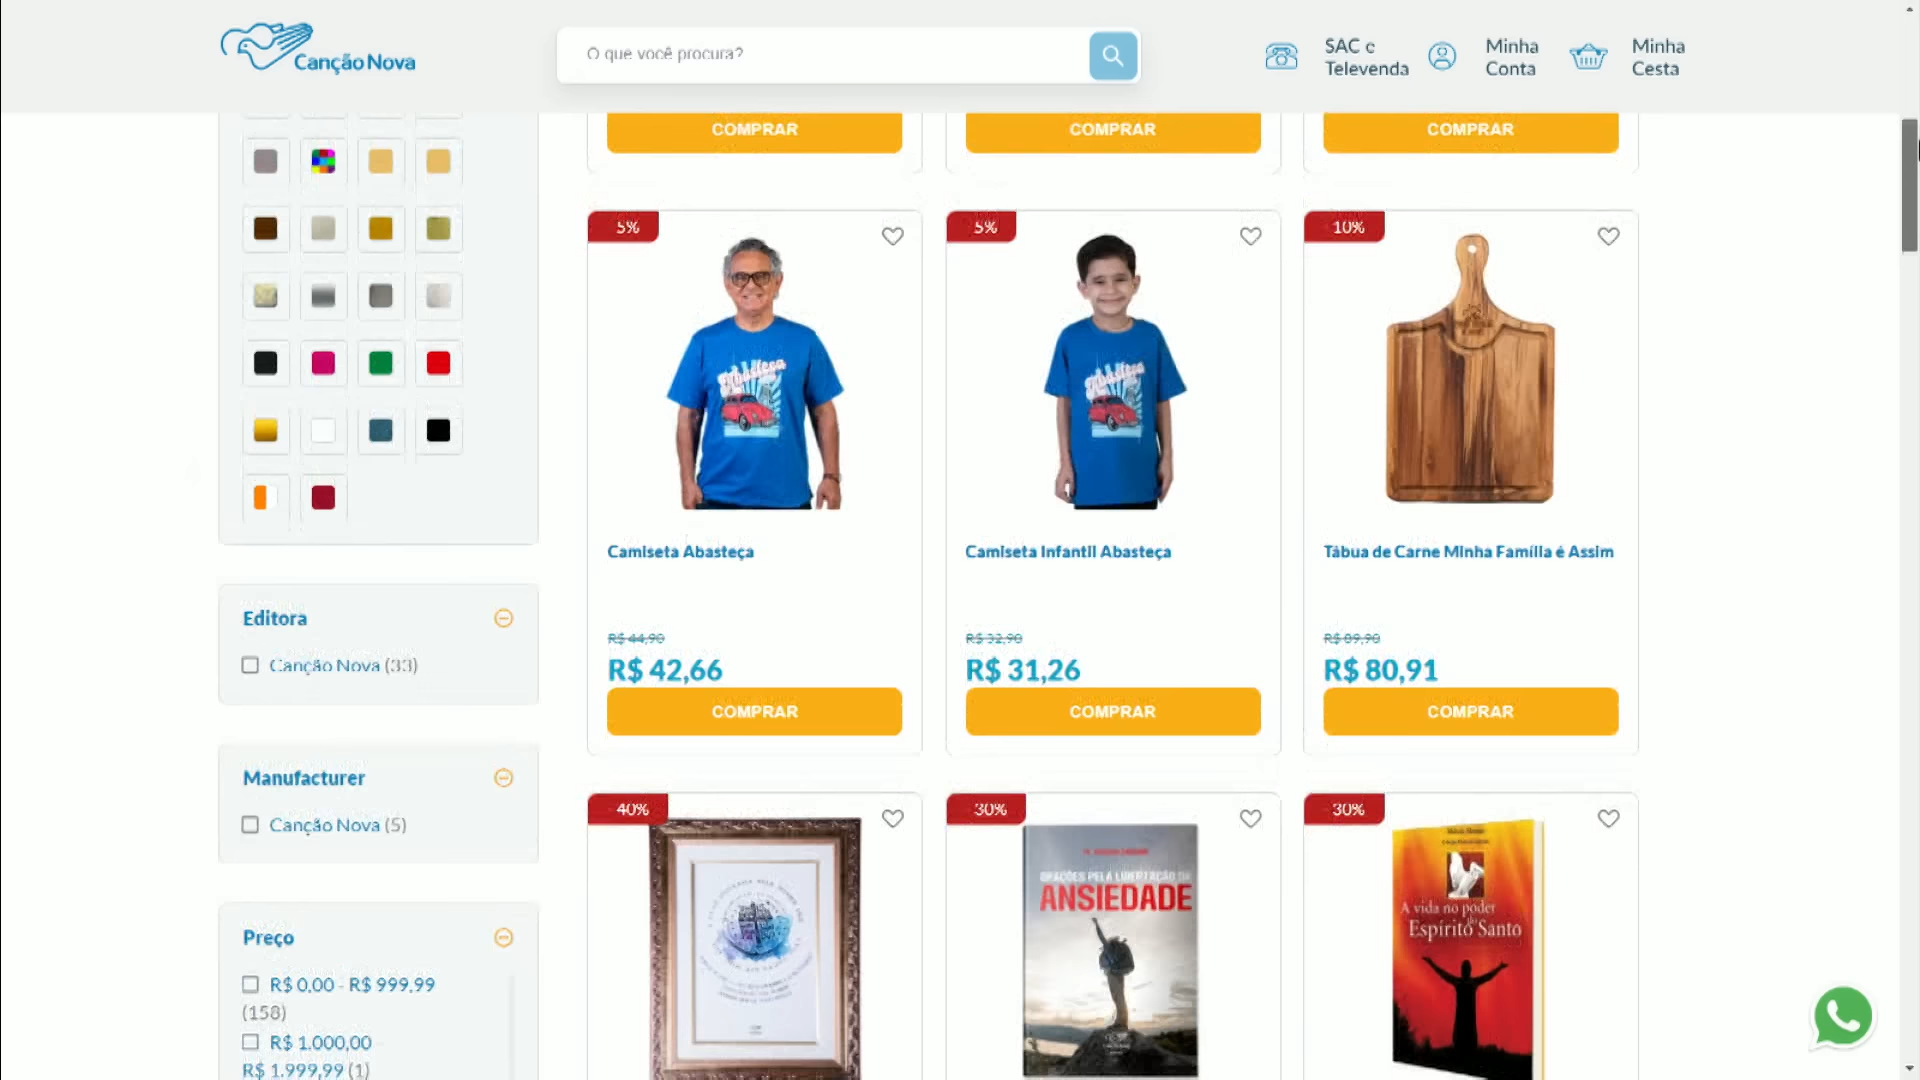 Canção Nova
O que você procura?
SAC e
Televenda
Minha
Conta
Minha
Cesta
COMPRAR
COMPRAR
COMPRAR
5%
5%
10%
Abasteça
Abasteça
Camiseta Abasteça
Camiseta Infantil Abasteça
Tábua de Carne Minha Família é Assim
R$ 44,90
R$ 32,90
R$ 89,90
R$ 42,66
R$ 31,26
R$ 80,91
COMPRAR
COMPRAR
COMPRAR
Editora
Canção Nova (33)
Manufacturer
Canção Nova (5)
Preço
R$ 0,00 - R$ 999,99
(158)
R$ 1.000,00 -
R$ 1.999,99 (1)
40%
30%
30%
ORAÇÕES PELA LIBERTAÇÃO DA
ANSIEDADE
A vida no poder
do
Espírito Santo